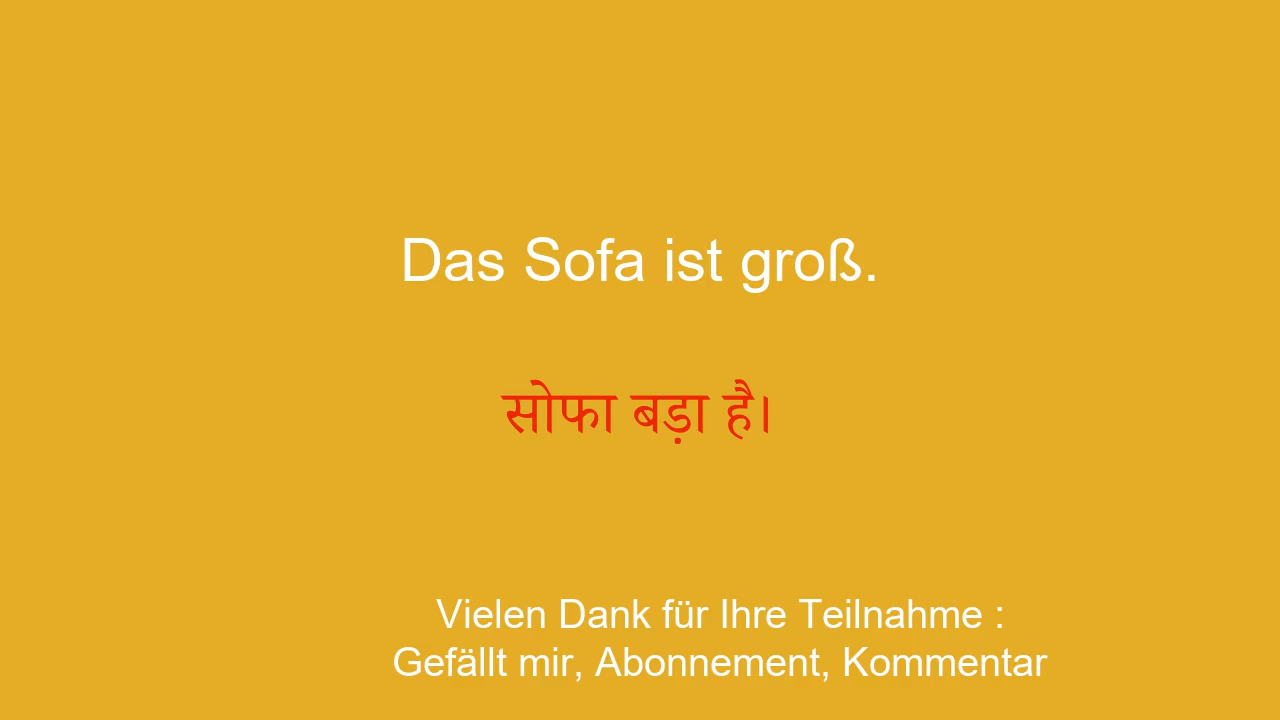 Das Sofa ist groß.
सोफा बड़ा है।
Vielen Dank für Ihre Teilnahme :
Gefällt mir, Abonnement, Kommentar